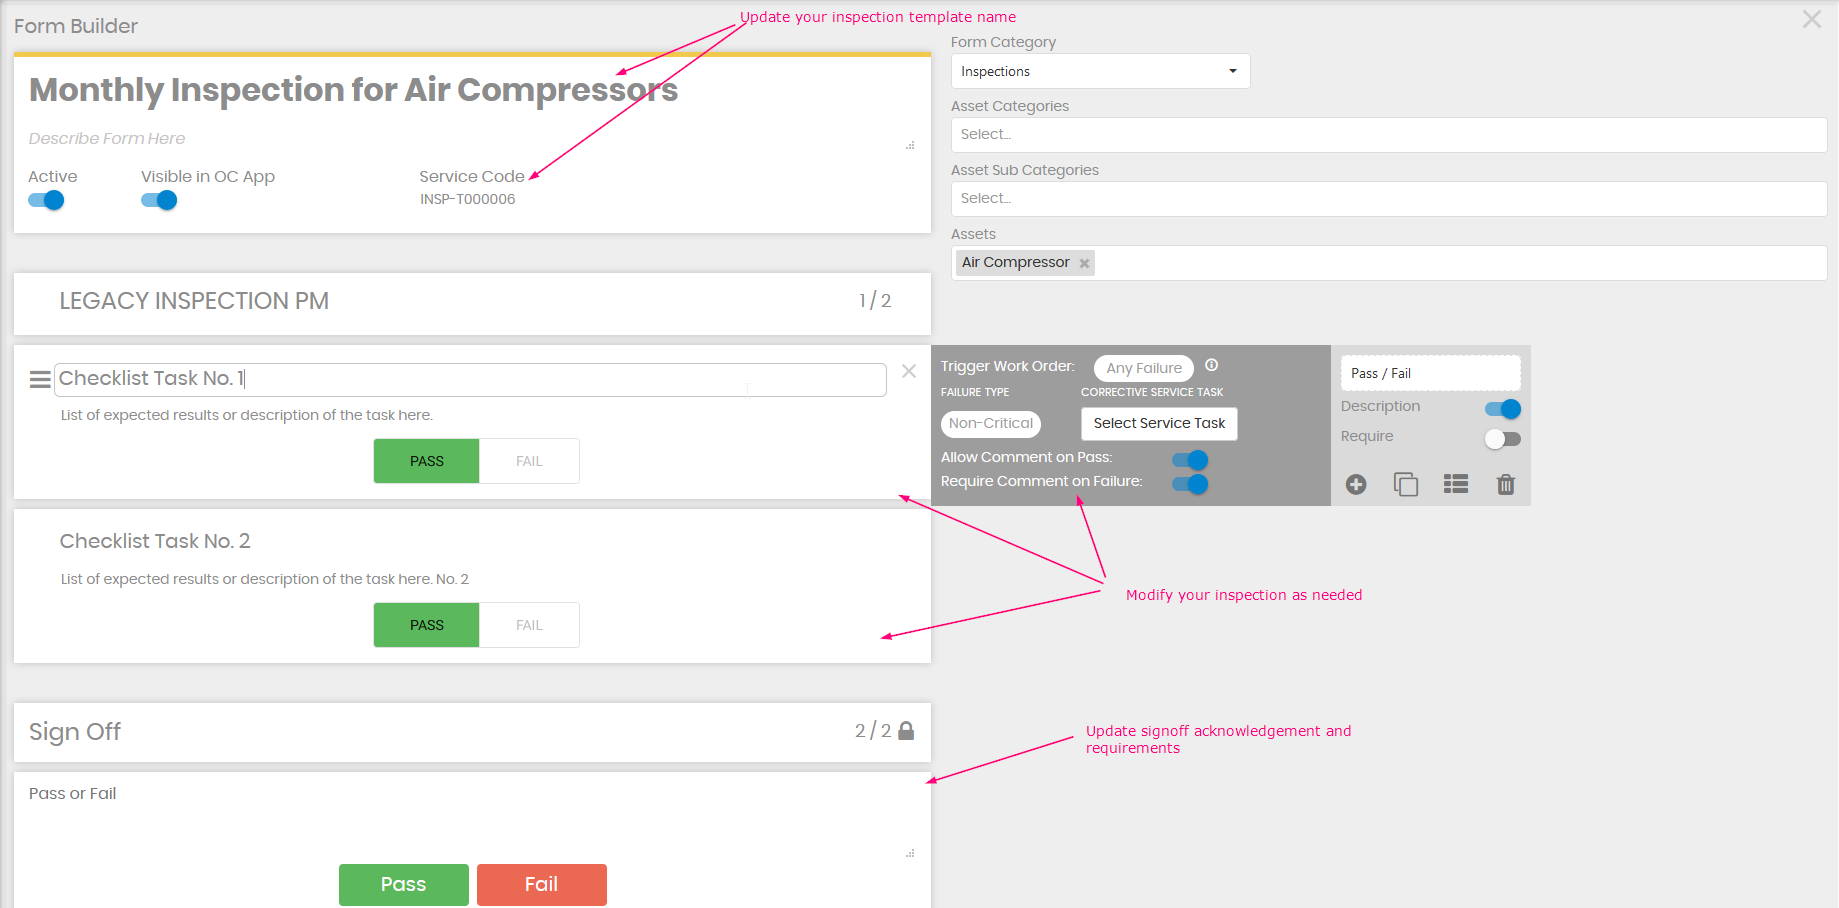 Form Builder
Update your inspection template name
Monthly Inspection for Air Compressors
Describe Form Here
Active
Visible in OC App
Service Code
INSP-T000006
Form Category
Inspections
Asset Categories
Select...
Asset Sub Categories
Select...
Assets
Air Compressor
LEGACY INSPECTION PM
1 / 2
Checklist Task No. 1
List of expected results or description of the task here.
PASS
FAIL
Trigger Work Order:
Any Failure
FAILURE TYPE
CORRECTIVE SERVICE TASK
Non-Critical
Select Service Task
Allow Comment on Pass:
Require Comment on Failure:
Pass / Fail
Description
Require
Checklist Task No. 2
List of expected results or description of the task here. No. 2
PASS
FAIL
Modify your inspection as needed
Sign Off
2 / 2
Update signoff acknowledgement and
requirements
Pass or Fail
Pass
Fail